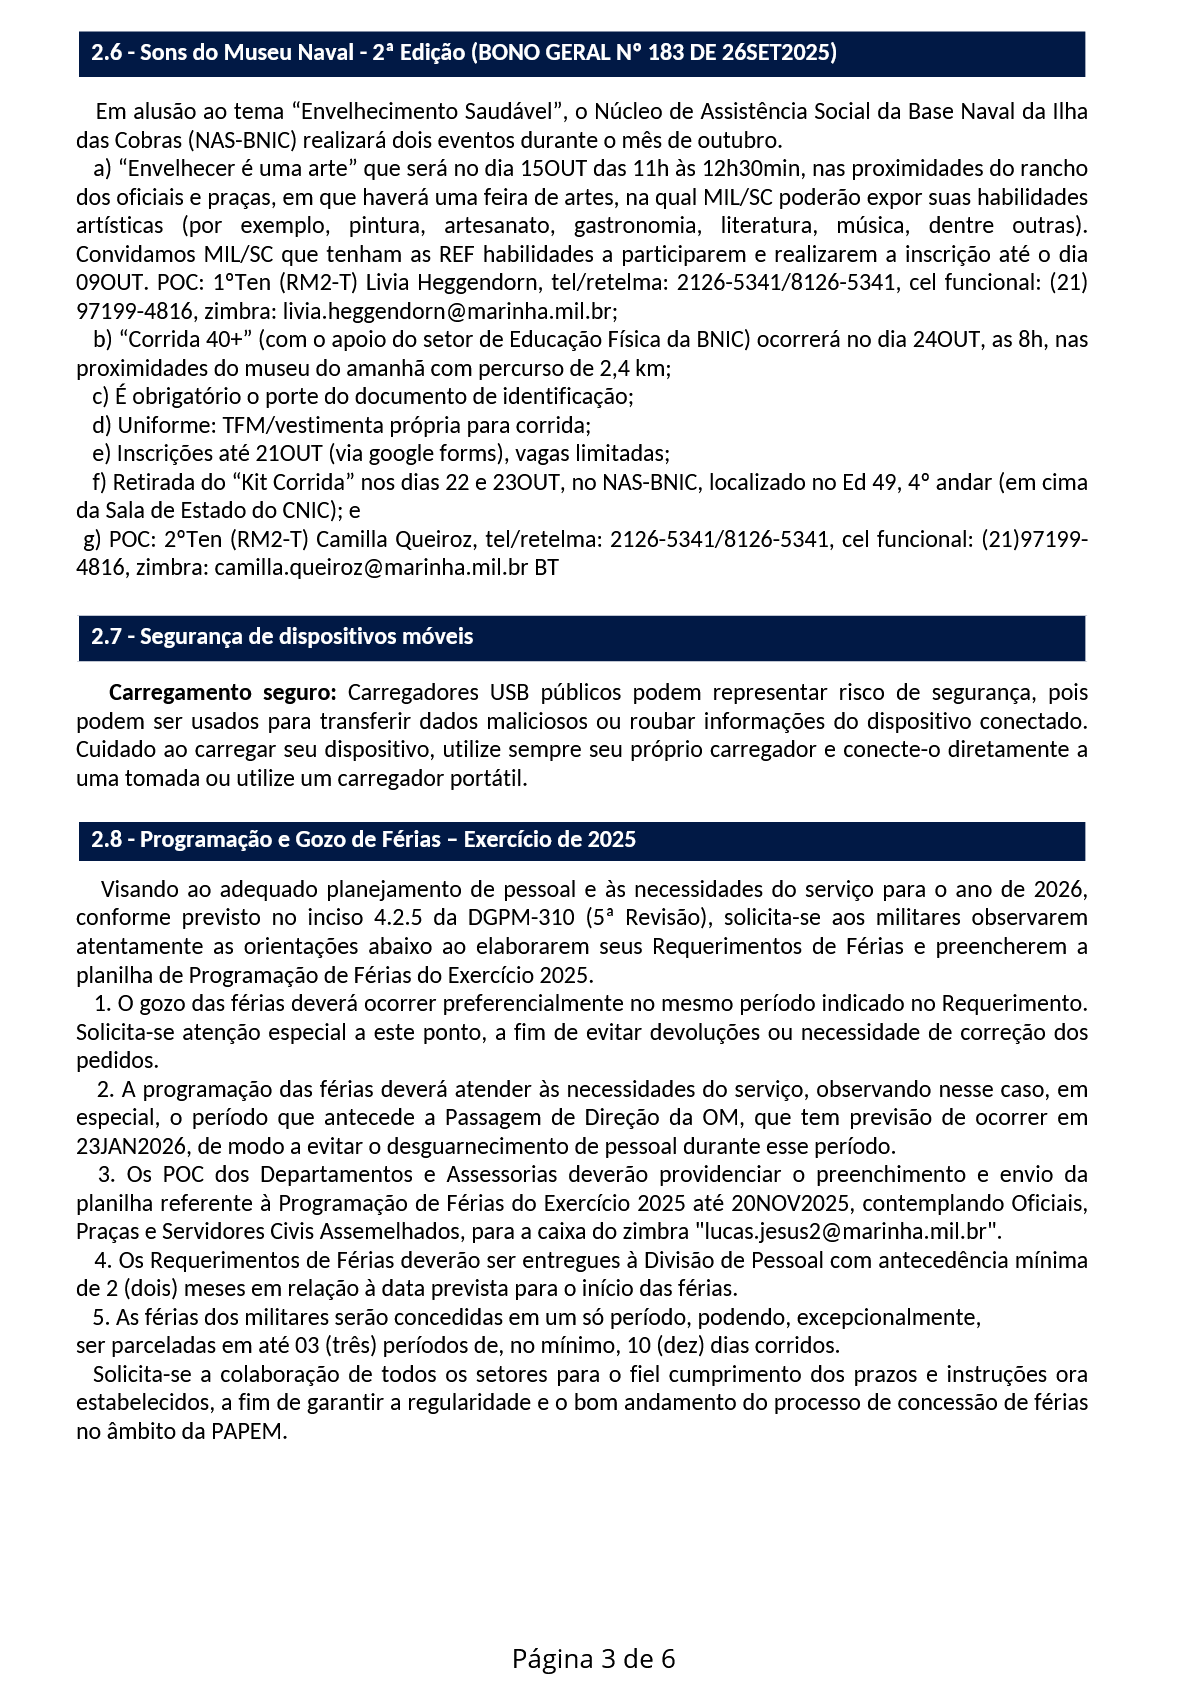 2.6 - Sons do Museu Naval - 2ª Edição (BONO GERAL Nº 183 DE 26SET2025)
Em alusão ao tema “Envelhecimento Saudável”, o Núcleo de Assistência Social da Base Naval da Ilha
das Cobras (NAS-BNIC) realizará dois eventos durante o mês de outubro.
a) “Envelhecer é uma arte” que será no dia 15OUT das 11h às 12h30min, nas proximidades do rancho
dos oficiais e praças, em que haverá uma feira de artes, na qual MIL/SC poderão expor suas habilidades
artísticas (por exemplo, pintura, artesanato, gastronomia, literatura, música, dentre outras).
Convidamos MIL/SC que tenham as REF habilidades a participarem e realizarem a inscrição até o dia
09OUT. POC: 1ºTen (RM2-T) Livia Heggendorn, tel/retelma: 2126-5341/8126-5341, cel funcional: (21)
97199-4816, zimbra: livia.heggendorn@marinha.mil.br;
b) “Corrida 40+” (com o apoio do setor de Educação Física da BNIC) ocorrerá no dia 24OUT, as 8h, nas
proximidades do museu do amanhã com percurso de 2,4 km;
c) É obrigatório o porte do documento de identificação;
d) Uniforme: TFM/vestimenta própria para corrida;
e) Inscrições até 21OUT (via google forms), vagas limitadas;
f) Retirada do “Kit Corrida” nos dias 22 e 23OUT, no NAS-BNIC, localizado no Ed 49, 4º andar (em cima
da Sala de Estado do CNIC); e
g) POC: 2ºTen (RM2-T) Camilla Queiroz, tel/retelma: 2126-5341/8126-5341, cel funcional: (21)97199-
4816, zimbra: camilla.queiroz@marinha.mil.br BT
2.7 - Segurança de dispositivos móveis
Carregamento seguro: Carregadores USB públicos podem representar risco de segurança, pois
podem ser usados para transferir dados maliciosos ou roubar informações do dispositivo conectado.
Cuidado ao carregar seu dispositivo, utilize sempre seu próprio carregador e conecte-o diretamente a
uma tomada ou utilize um carregador portátil.
2.8 - Programação e Gozo de Férias – Exercício de 2025
Visando ao adequado planejamento de pessoal e às necessidades do serviço para o ano de 2026,
conforme previsto no inciso 4.2.5 da DGPM-310 (5ª Revisão), solicita-se aos militares observarem
atentamente as orientações abaixo ao elaborarem seus Requerimentos de Férias e preencherem a
planilha de Programação de Férias do Exercício 2025.
1. O gozo das férias deverá ocorrer preferencialmente no mesmo período indicado no Requerimento.
Solicita-se atenção especial a este ponto, a fim de evitar devoluções ou necessidade de correção dos
pedidos.
2. A programação das férias deverá atender às necessidades do serviço, observando nesse caso, em
especial, o período que antecede a Passagem de Direção da OM, que tem previsão de ocorrer em
23JAN2026, de modo a evitar o desguarnecimento de pessoal durante esse período.
3. Os POC dos Departamentos e Assessorias deverão providenciar o preenchimento e envio da
planilha referente à Programação de Férias do Exercício 2025 até 20NOV2025, contemplando Oficiais,
Praças e Servidores Civis Assemelhados, para a caixa do zimbra "lucas.jesus2@marinha.mil.br".
4. Os Requerimentos de Férias deverão ser entregues à Divisão de Pessoal com antecedência mínima
de 2 (dois) meses em relação à data prevista para o início das férias.
5. As férias dos militares serão concedidas em um só período, podendo, excepcionalmente,
ser parceladas em até 03 (três) períodos de, no mínimo, 10 (dez) dias corridos.
Solicita-se a colaboração de todos os setores para o fiel cumprimento dos prazos e instruções ora
estabelecidos, a fim de garantir a regularidade e o bom andamento do processo de concessão de férias
no âmbito da PAPEM.
Página 3 de 6